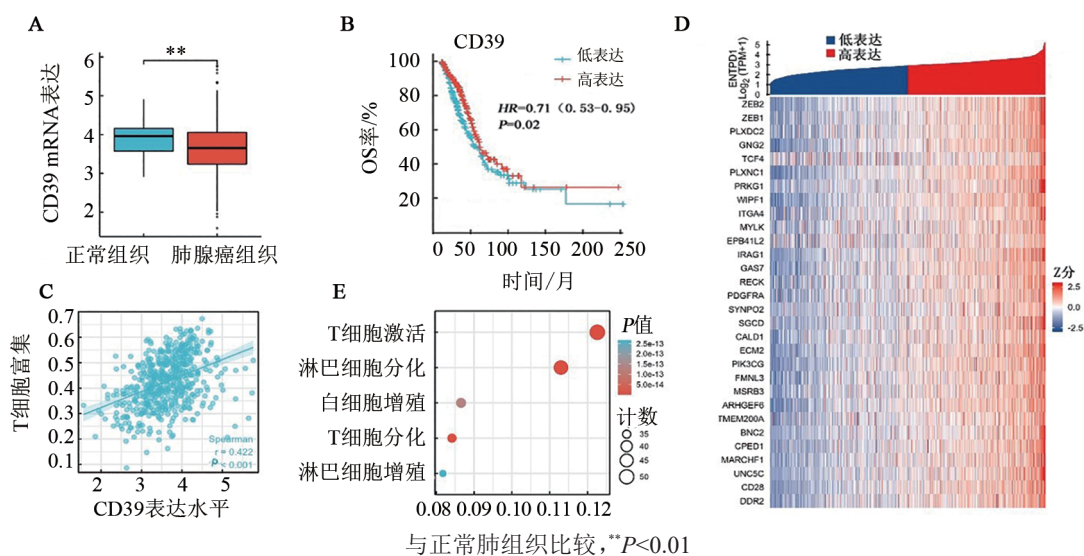 A
**
CD39 mRNA表达
6
5
4
3
2
正常组织
肺腺癌组织
B
CD39
低表达
高表达
HR=0.71（0.53-0.95）
P=0.02
OS率/%
100
80
60
40
20
0
50
100
150
200
250
时间/月
C
T细胞富集
0.7
0.6
0.5
0.4
0.3
0.2
0.1
Spearman
r = 0.422
P < 0.001
2
3
4
5
CD39表达水平
D
低表达
高表达
ENTPD1
Log2 (TPM+1)
5
4
3
2
1
0
ZEB2
ZEB1
PLXDC2
GNG2
TCF4
PLXNC1
PRKG1
WIPF1
ITGA4
MYLK
EPB41L2
IRAG1
GAS7
RECK
PDGFRA
SYNPO2
SGCD
CALD1
ECM2
PIK3CG
FMNL3
MSRB3
ARHGEF6
TMEM200A
BNC2
CPED1
MARCHF1
UNC5C
CD28
DDR2
Z分
2.5
0.0
-2.5
E
T细胞激活
淋巴细胞分化
白细胞增殖
T细胞分化
淋巴细胞增殖
0.08
0.09
0.10
0.11
0.12
P值
2.5e-13
2.0e-13
1.5e-13
1.0e-13
5.0e-14
计数
35
40
45
50
与正常肺组织比较，**P<0.01